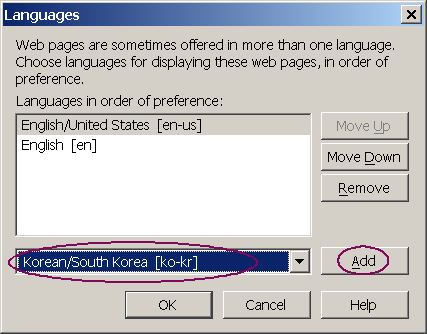 Languages
Web pages are sometimes offered in more than one language.
Choose languages for displaying these web pages, in order of
preference.
Languages in order of preference:
English/United States [en-us]
English [en]
Move Up
Move Down
Remove
Korean/South Korea [ko-kr]
Add
OK
Cancel
Help